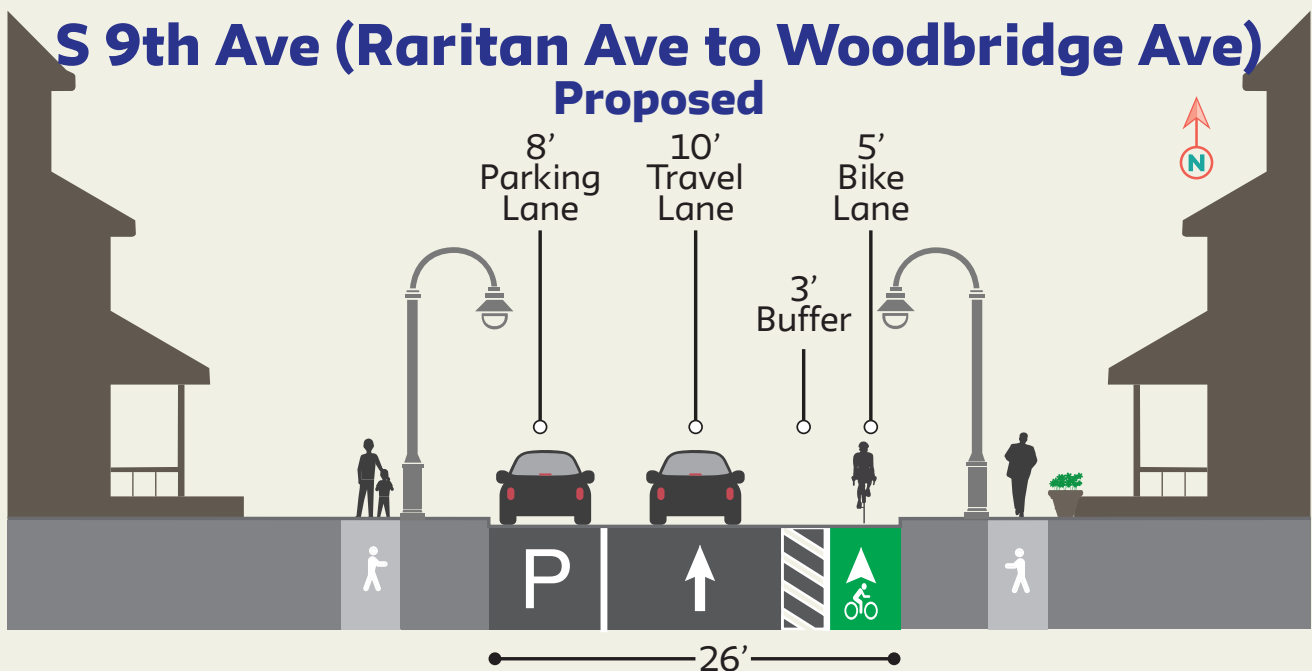 S 9th Ave (Raritan Ave to Woodbridge Ave)
Proposed
N
8’
Parking
Lane
10’
Travel
Lane
5’
Bike
Lane
3’
Buffer
P
26’